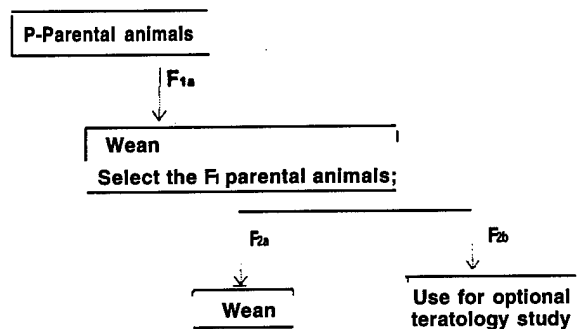 P-Parental animals
F1a
Wean
Select the F1 parental animals;
F2a
F2b
Wean
Use for optional
teratology study